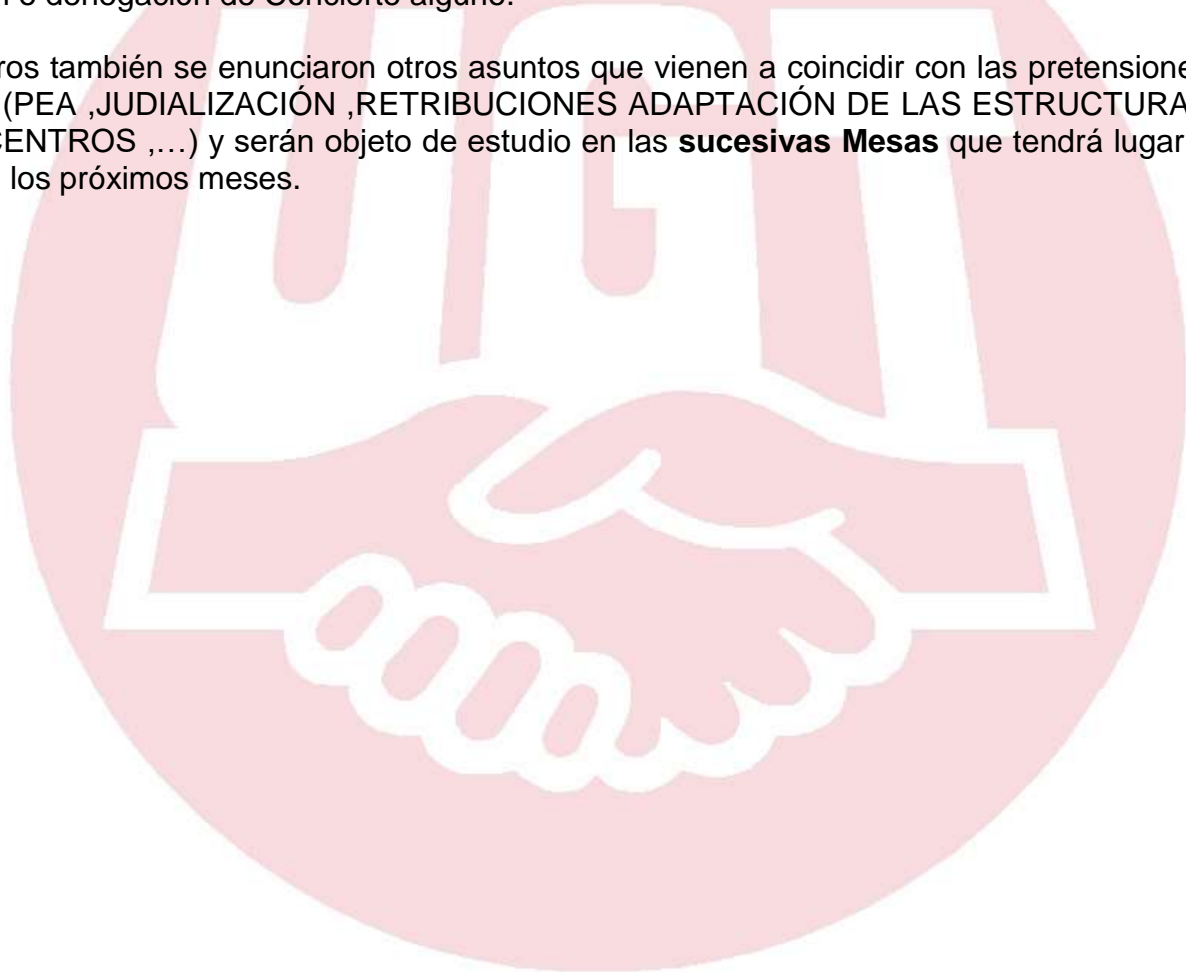 o denegación de Concierto alguno.
ros también se enunciaron otros asuntos que vienen a coincidir con las pretensione
(PEA ,JUDIALIZACIÓN ,RETRIBUCIONES ADAPTACIÓN DE LAS ESTRUCTURA
CENTROS ,…) y serán objeto de estudio en las sucesivas Mesas que tendrá lugar
los próximos meses.
UGT